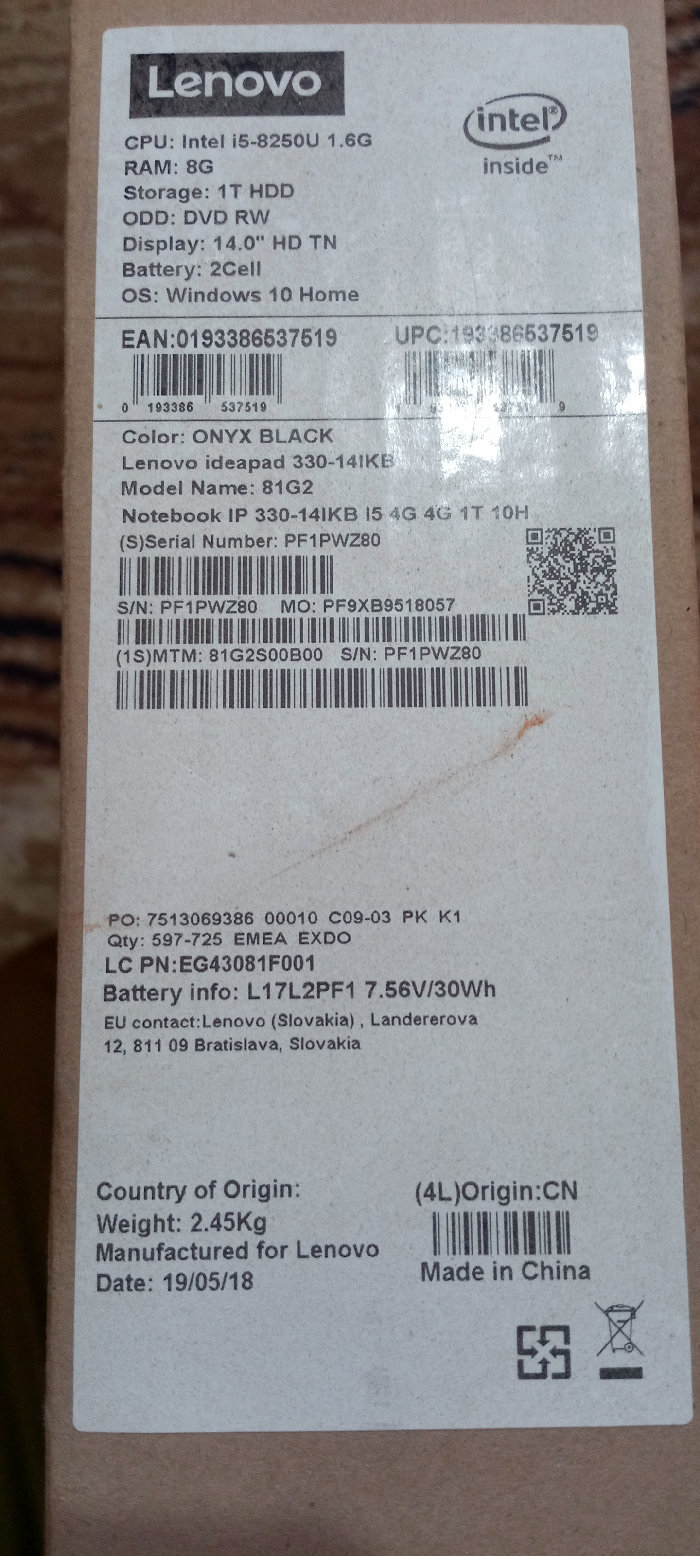 Lenovo
intel®
inside™
CPU: Intel i5-8250U 1.6G
RAM: 8G
Storage: 1T HDD
ODD: DVD RW
Display: 14.0" HD TN
Battery: 2Cell
OS: Windows 10 Home
EAN:0193386537519 UPC:193386537519
0 193386 537519
Color: ONYX BLACK
Lenovo ideapad 330-14IKB
Model Name: 81G2
Notebook IP 330-14IKB I5 4G 4G 1T 10H
(S)Serial Number: PF1PWZ80
S/N: PF1PWZ80 MO: PF9XB9518057
(1S)MTM: 81G2S00B00 S/N: PF1PWZ80
PO: 7513069386 00010 C09-03 PK K1
Qty: 597-725 EMEA EXDO
LC PN:EG43081F001
Battery info: L17L2PF1 7.56V/30Wh
EU contact:Lenovo (Slovakia) , Landererova
12, 811 09 Bratislava, Slovakia
Country of Origin: (4L)Origin:CN
Weight: 2.45Kg
Manufactured for Lenovo
Made in China
Date: 19/05/18